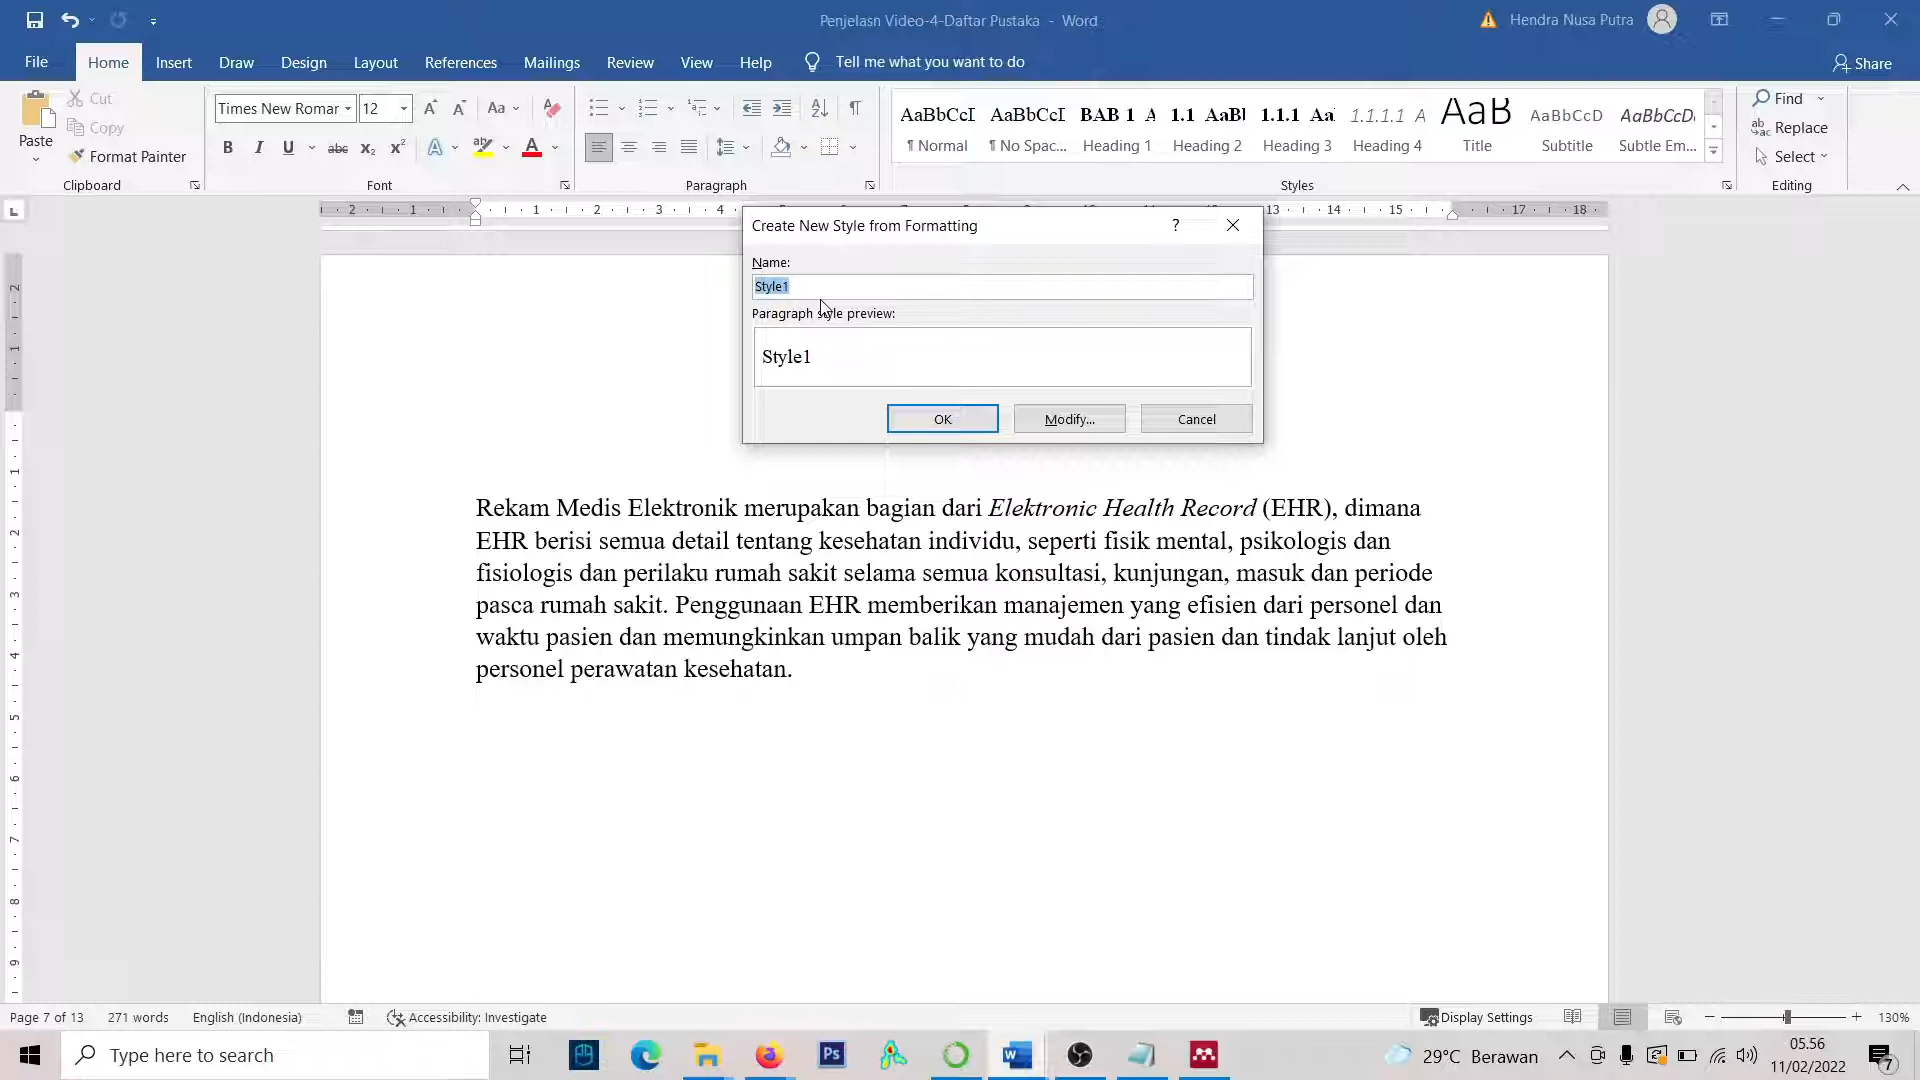 Penjelasn Video-4-Daftar Pustaka - Word
Hendra Nusa Putra
File
Home
Insert
Draw
Design
Layout
References
Mailings
Review
View
Help
Tell me what you want to do
Share
Paste
Cut
Copy
Format Painter
Clipboard
Times New Roman
12
Font
Paragraph
AaBbCcI
¶ Normal
AaBbCcI
¶ No Spac...
BAB 1 A
Heading 1
1.1 AaBl
Heading 2
1.1.1 Aa
Heading 3
1.1.1.1 A
Heading 4
AaB
Title
AaBbCcD
Subtitle
AaBbCcD
Subtle Em...
Styles
Find
Replace
Select
Editing
Create New Style from Formatting
Name:
Style1
Paragraph style preview:
Style1
OK
Modify...
Cancel
Rekam Medis Elektronik merupakan bagian dari Elektronic Health Record (EHR), dimana
EHR berisi semua detail tentang kesehatan individu, seperti fisik mental, psikologis dan
fisiologis dan perilaku rumah sakit selama semua konsultasi, kunjungan, masuk dan periode
pasca rumah sakit. Penggunaan EHR memberikan manajemen yang efisien dari personel dan
waktu pasien dan memungkinkan umpan balik yang mudah dari pasien dan tindak lanjut oleh
personel perawatan kesehatan.
Page 7 of 13
271 words
English (Indonesia)
Accessibility: Investigate
Display Settings
130%
Type here to search
29°C Berawan
05.56
11/02/2022
7